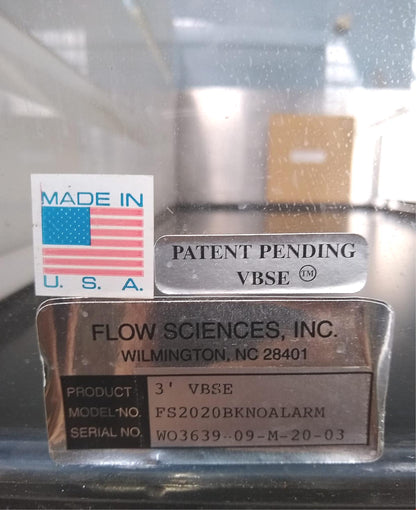 MADE IN
U. S. A.
PATENT PENDING
VBSE TM
FLOW SCIENCES, INC.
WILMINGTON, NC 28401
PRODUCT 3' VBSE
MODEL NO. FS2020BKNOALARM
SERIAL NO. WO3639-09-M-20-03